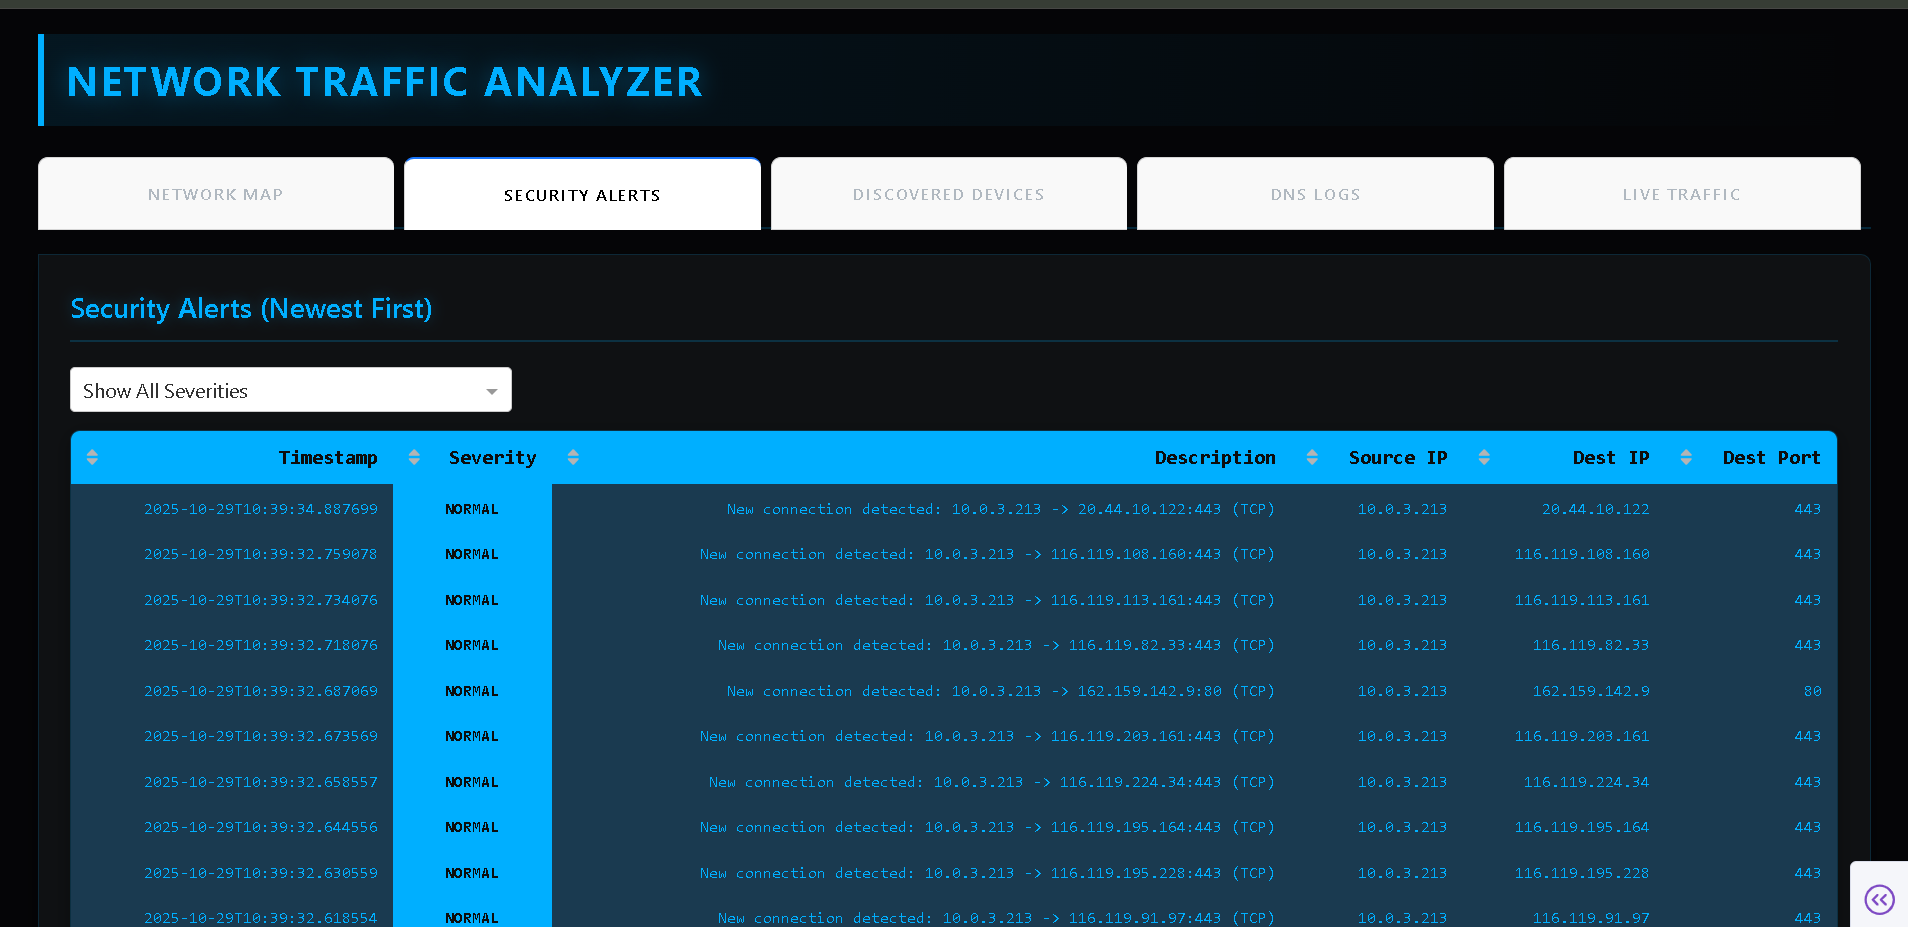 NETWORK TRAFFIC ANALYZER
NETWORK MAP SECURITY ALERTS DISCOVERED DEVICES DNS LOGS LIVE TRAFFIC
Security Alerts (Newest First)
Show All Severities
Timestamp Severity Description Source IP Dest IP Dest Port
2025-10-29T10:39:34.887699 NORMAL New connection detected: 10.0.3.213 -> 20.44.10.122:443 (TCP) 10.0.3.213 20.44.10.122 443
2025-10-29T10:39:32.759078 NORMAL New connection detected: 10.0.3.213 -> 116.119.108.160:443 (TCP) 10.0.3.213 116.119.108.160 443
2025-10-29T10:39:32.734076 NORMAL New connection detected: 10.0.3.213 -> 116.119.113.161:443 (TCP) 10.0.3.213 116.119.113.161 443
2025-10-29T10:39:32.718076 NORMAL New connection detected: 10.0.3.213 -> 116.119.82.33:443 (TCP) 10.0.3.213 116.119.82.33 443
2025-10-29T10:39:32.687069 NORMAL New connection detected: 10.0.3.213 -> 162.159.142.9:80 (TCP) 10.0.3.213 162.159.142.9 80
2025-10-29T10:39:32.673569 NORMAL New connection detected: 10.0.3.213 -> 116.119.203.161:443 (TCP) 10.0.3.213 116.119.203.161 443
2025-10-29T10:39:32.658557 NORMAL New connection detected: 10.0.3.213 -> 116.119.224.34:443 (TCP) 10.0.3.213 116.119.224.34 443
2025-10-29T10:39:32.644556 NORMAL New connection detected: 10.0.3.213 -> 116.119.195.164:443 (TCP) 10.0.3.213 116.119.195.164 443
2025-10-29T10:39:32.630559 NORMAL New connection detected: 10.0.3.213 -> 116.119.195.228:443 (TCP) 10.0.3.213 116.119.195.228 443
2025-10-29T10:39:32.618554 NORMAL New connection detected: 10.0.3.213 -> 116.119.91.97:443 (TCP) 10.0.3.213 116.119.91.97 443